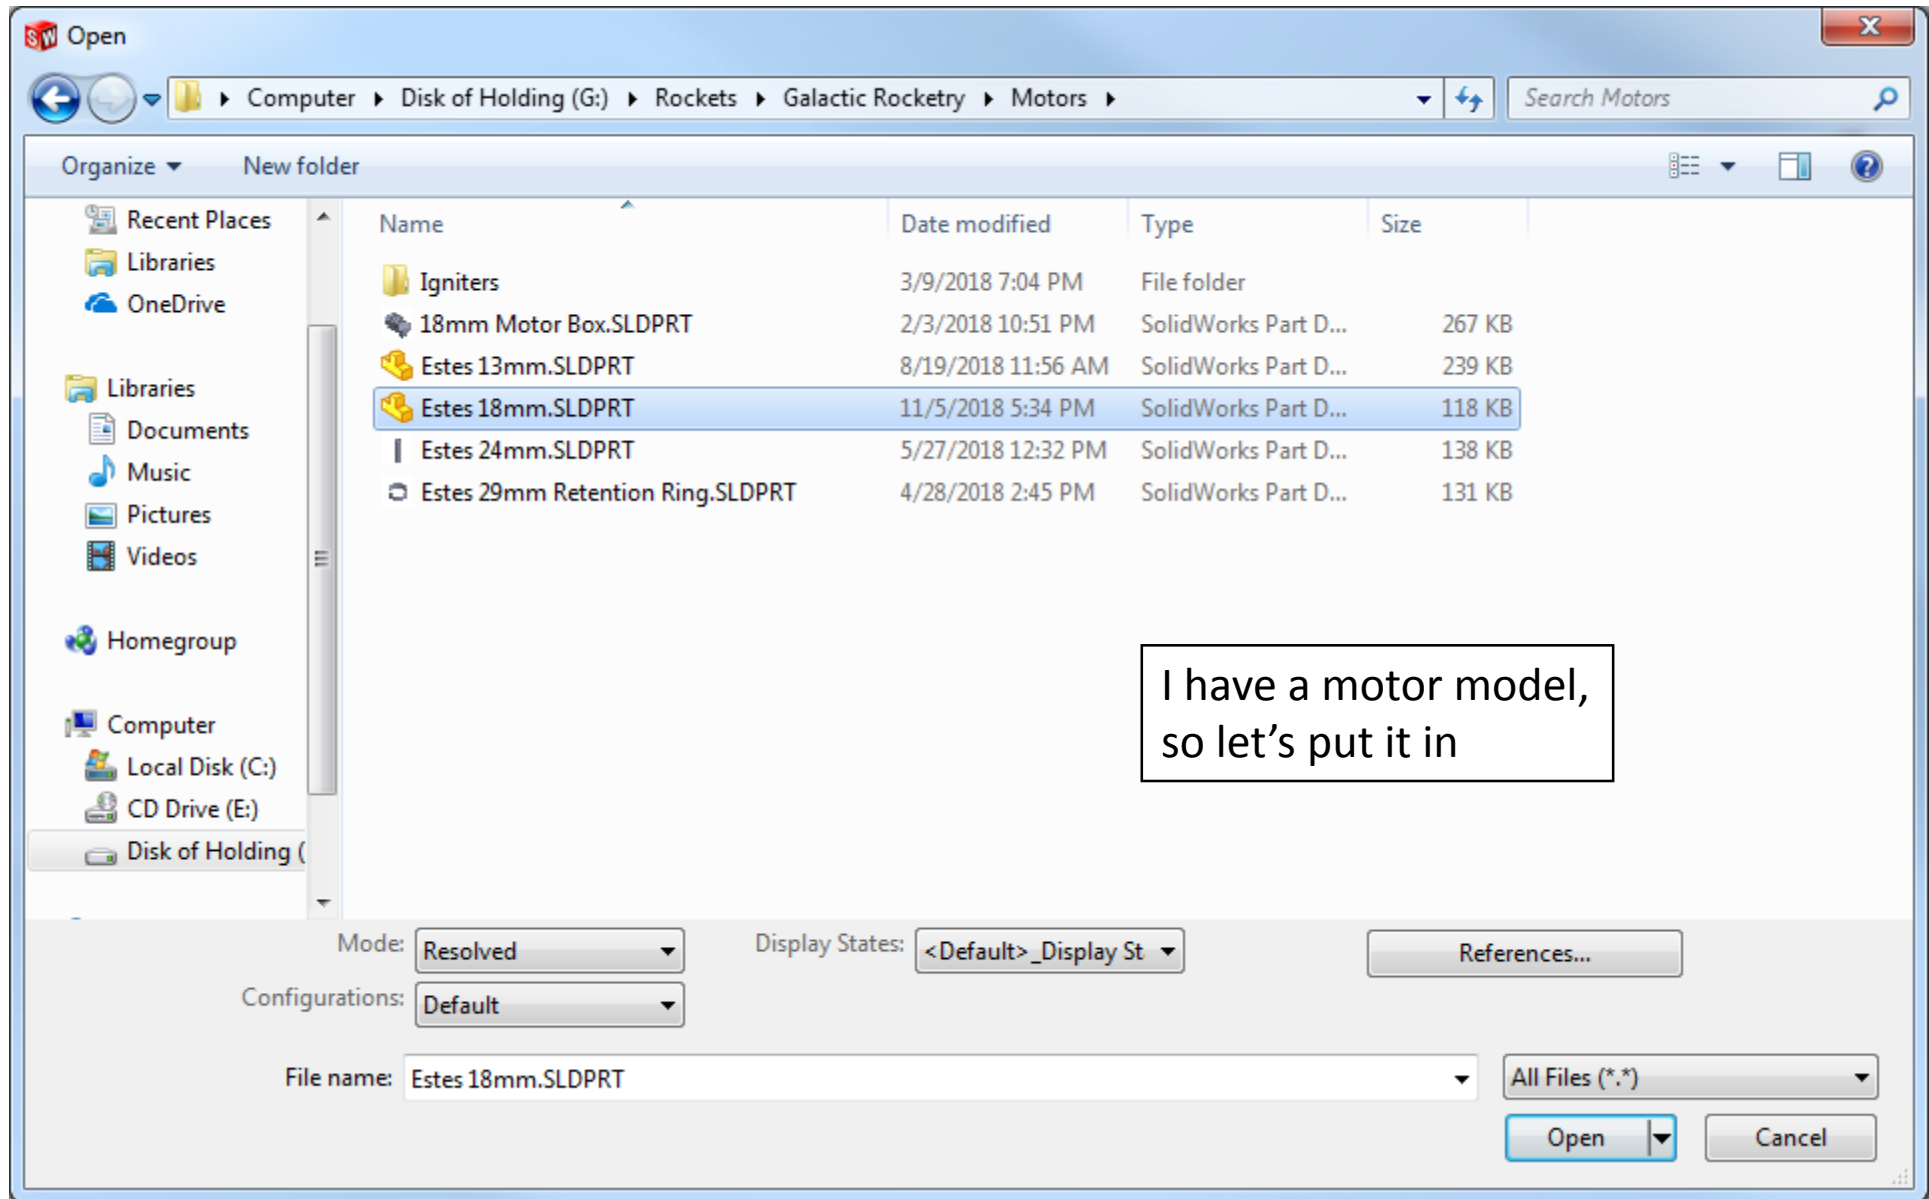 Open
Computer Disk of Holding (G:) Rockets Galactic Rocketry Motors Search Motors
Organize New folder
Recent Places
Libraries
OneDrive
Libraries
Documents
Music
Pictures
Videos
Homegroup
Computer
Local Disk (C:)
CD Drive (E:)
Disk of Holding (
Name Date modified Type Size
Igniters 3/9/2018 7:04 PM File folder
18mm Motor Box.SLDPRT 2/3/2018 10:51 PM SolidWorks Part D... 267 KB
Estes 13mm.SLDPRT 8/19/2018 11:56 AM SolidWorks Part D... 239 KB
Estes 18mm.SLDPRT 11/5/2018 5:34 PM SolidWorks Part D... 118 KB
Estes 24mm.SLDPRT 5/27/2018 12:32 PM SolidWorks Part D... 138 KB
Estes 29mm Retention Ring.SLDPRT 4/28/2018 2:45 PM SolidWorks Part D... 131 KB
I have a motor model,
so let’s put it in
Mode: Resolved Display States: <Default>_Display St References...
Configurations: Default
File name: Estes 18mm.SLDPRT All Files (*.*)
Open Cancel